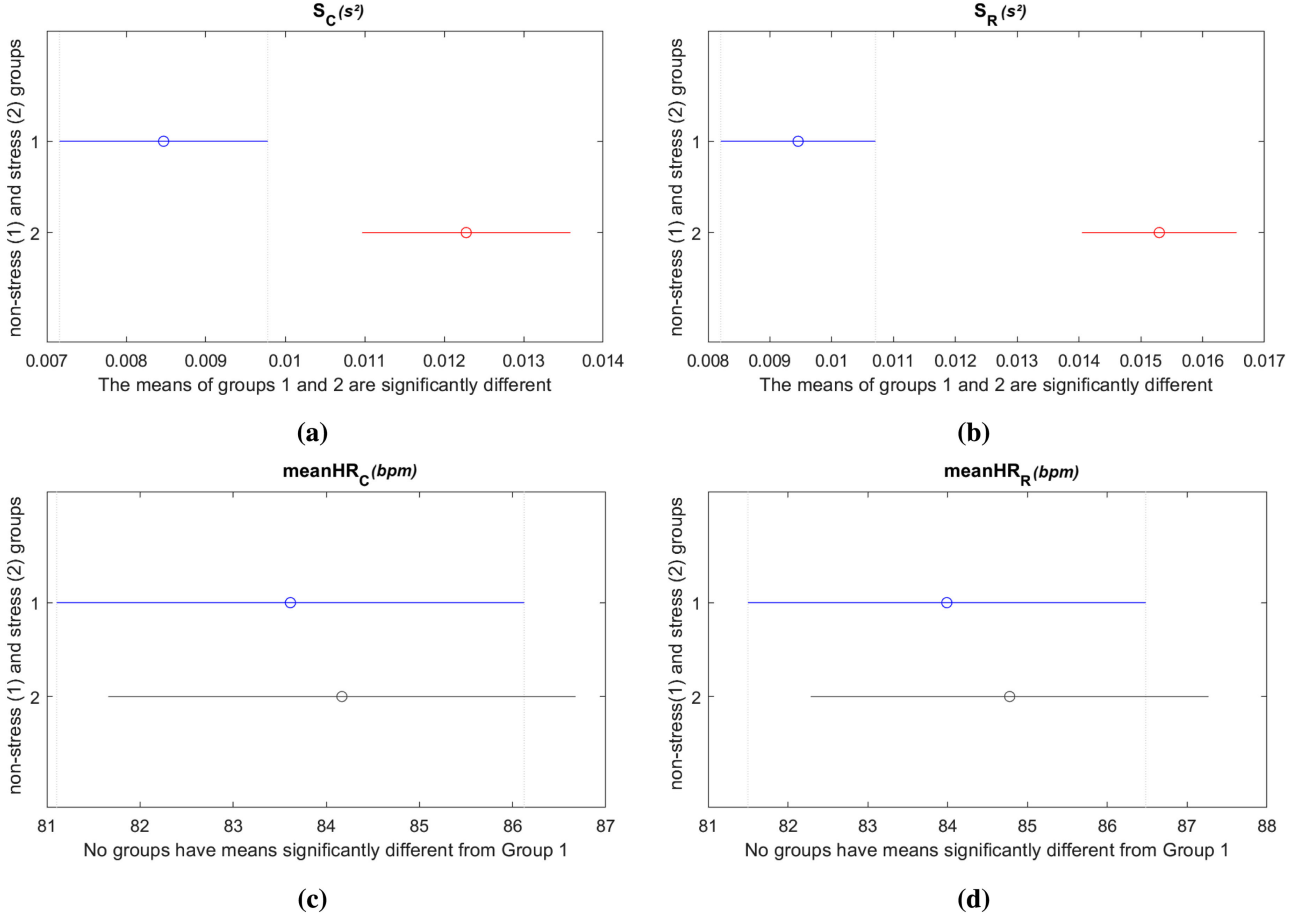 S_C (s²)
non-stress (1) and stress (2) groups
1
2
0.007 0.008 0.009 0.01 0.011 0.012 0.013 0.014
The means of groups 1 and 2 are significantly different
(a)
S_R (s²)
non-stress (1) and stress (2) groups
1
2
0.008 0.009 0.01 0.011 0.012 0.013 0.014 0.015 0.016 0.017
The means of groups 1 and 2 are significantly different
(b)
meanHR_C (bpm)
non-stress (1) and stress (2) groups
1
2
81 82 83 84 85 86 87
No groups have means significantly different from Group 1
(c)
meanHR_R (bpm)
non-stress(1) and stress (2) groups
1
2
81 82 83 84 85 86 87 88
No groups have means significantly different from Group 1
(d)